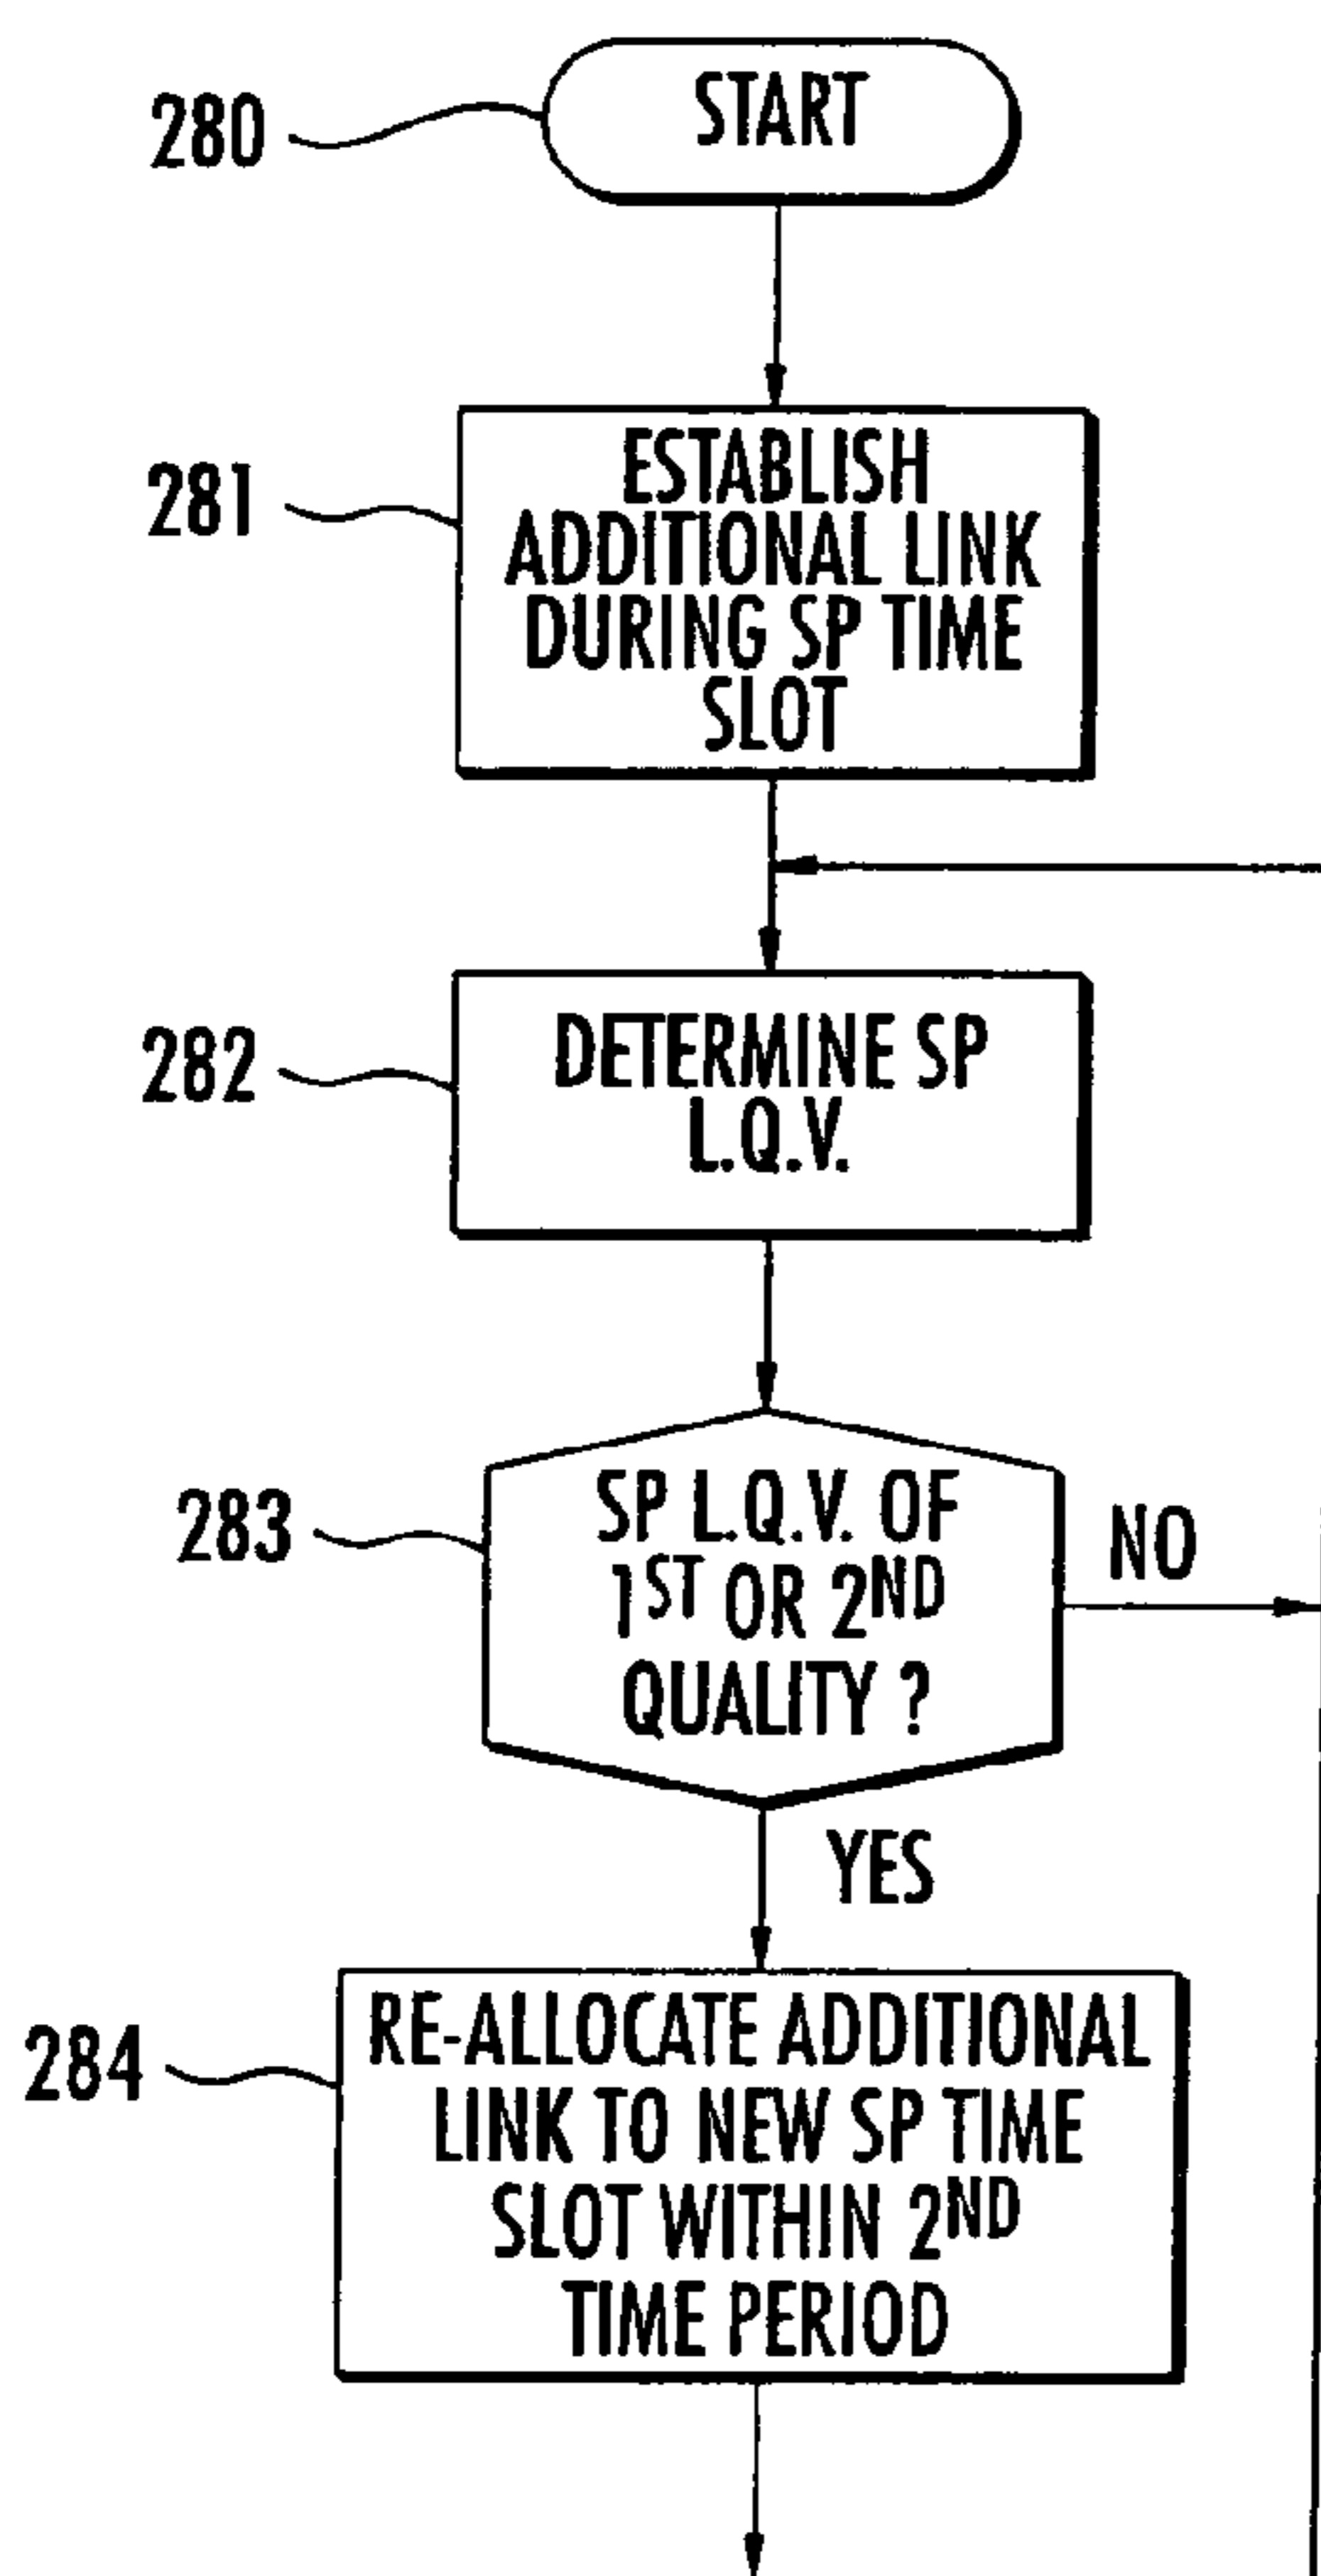 280
START
281
ESTABLISH
ADDITIONAL LINK
DURING SP TIME
SLOT
282
DETERMINE SP
L.Q.V.
283
SP L.Q.V. OF
1ST OR 2ND
QUALITY ?
NO
YES
284
RE-ALLOCATE ADDITIONAL
LINK TO NEW SP TIME
SLOT WITHIN 2ND
TIME PERIOD